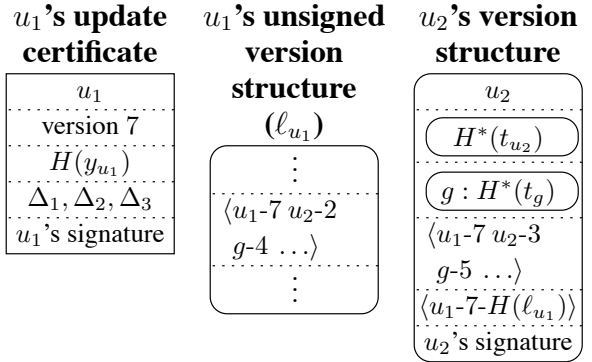 u₁'s update
certificate
u₁
version 7
H(y_{u₁})
Δ₁, Δ₂, Δ₃
u₁'s signature
u₁'s unsigned
version
structure
(ℓ_{u₁})
⋮
⟨u₁-7 u₂-2
g-4 …⟩
⋮
u₂'s version
structure
u₂
H*(t_{u₂})
g : H*(t_g)
⟨u₁-7 u₂-3
g-5 …⟩
⟨u₁-7-H(ℓ_{u₁})⟩
u₂'s signature